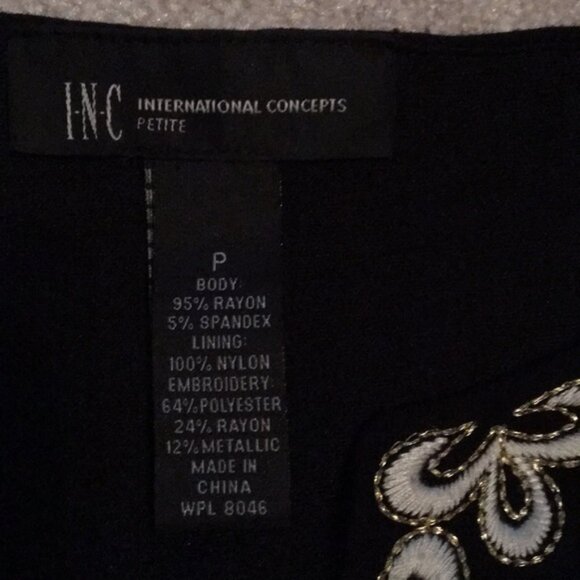 I·N·C INTERNATIONAL CONCEPTS
PETITE
P
BODY:
95% RAYON
5% SPANDEX
LINING:
100% NYLON
EMBROIDERY:
64% POLYESTER
24% RAYON
12% METALLIC
MADE IN
CHINA
WPL 8046